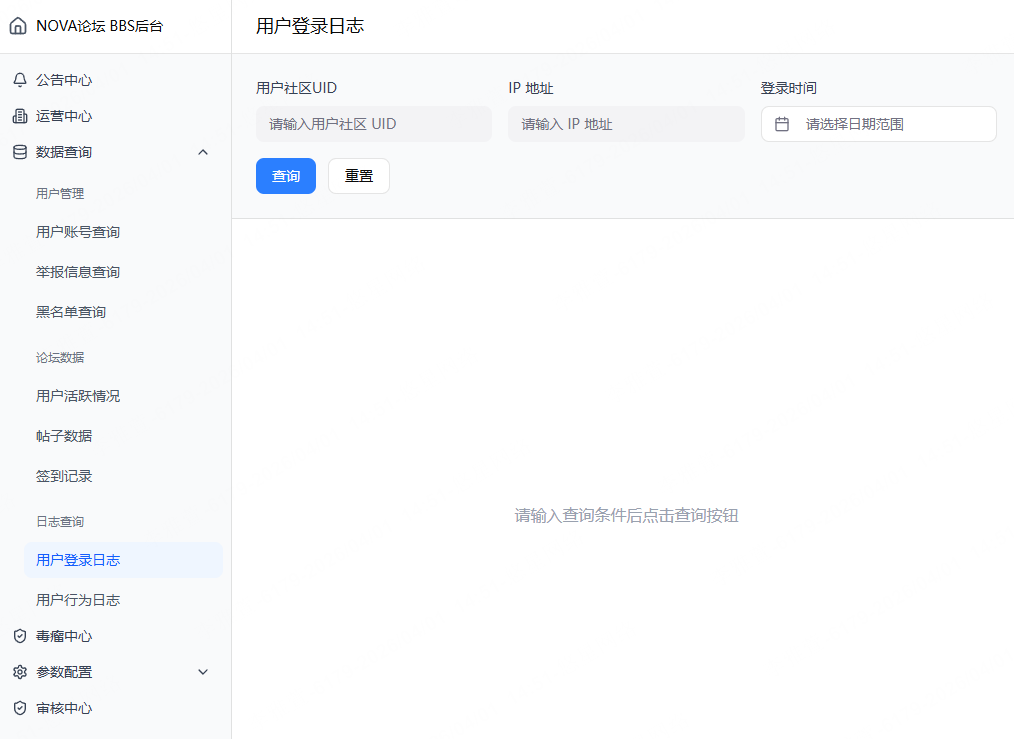 NOVA论坛 BBS后台
公告中心
运营中心
数据查询
用户管理
用户账号查询
举报信息查询
黑名单查询
论坛数据
用户活跃情况
帖子数据
签到记录
日志查询
用户登录日志
用户行为日志
毒瘤中心
参数配置
审核中心
用户登录日志
用户社区UID
IP 地址
登录时间
请输入用户社区 UID
请输入 IP 地址
请选择日期范围
查询
重置
请输入查询条件后点击查询按钮